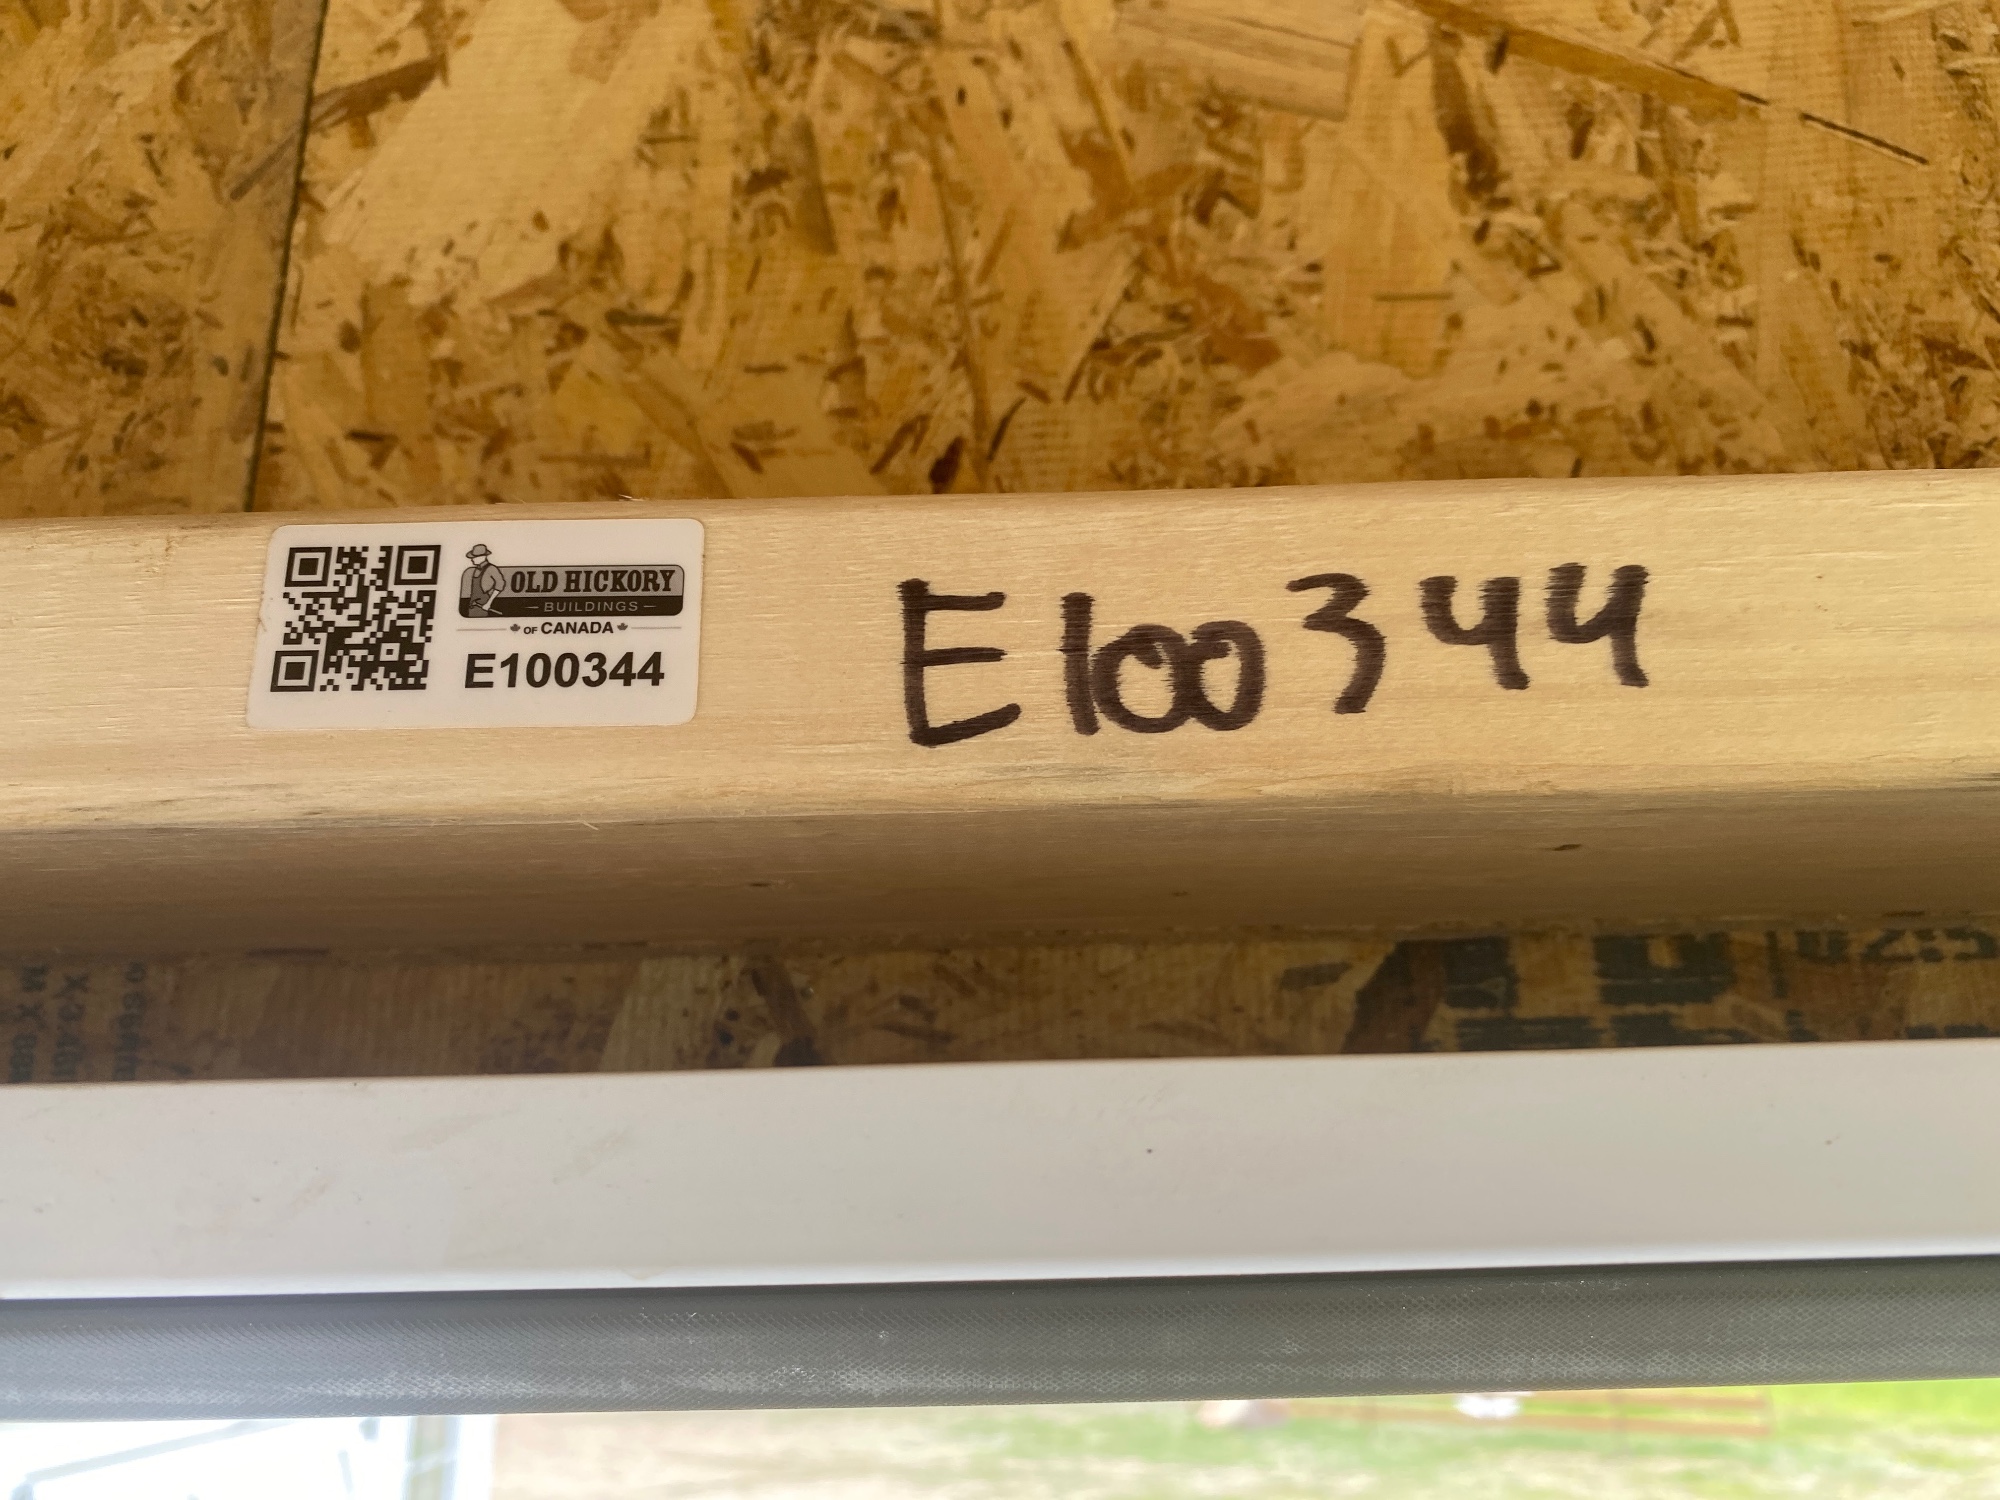 OLD HICKORY
BUILDINGS
OF CANADA
E100344
E100344